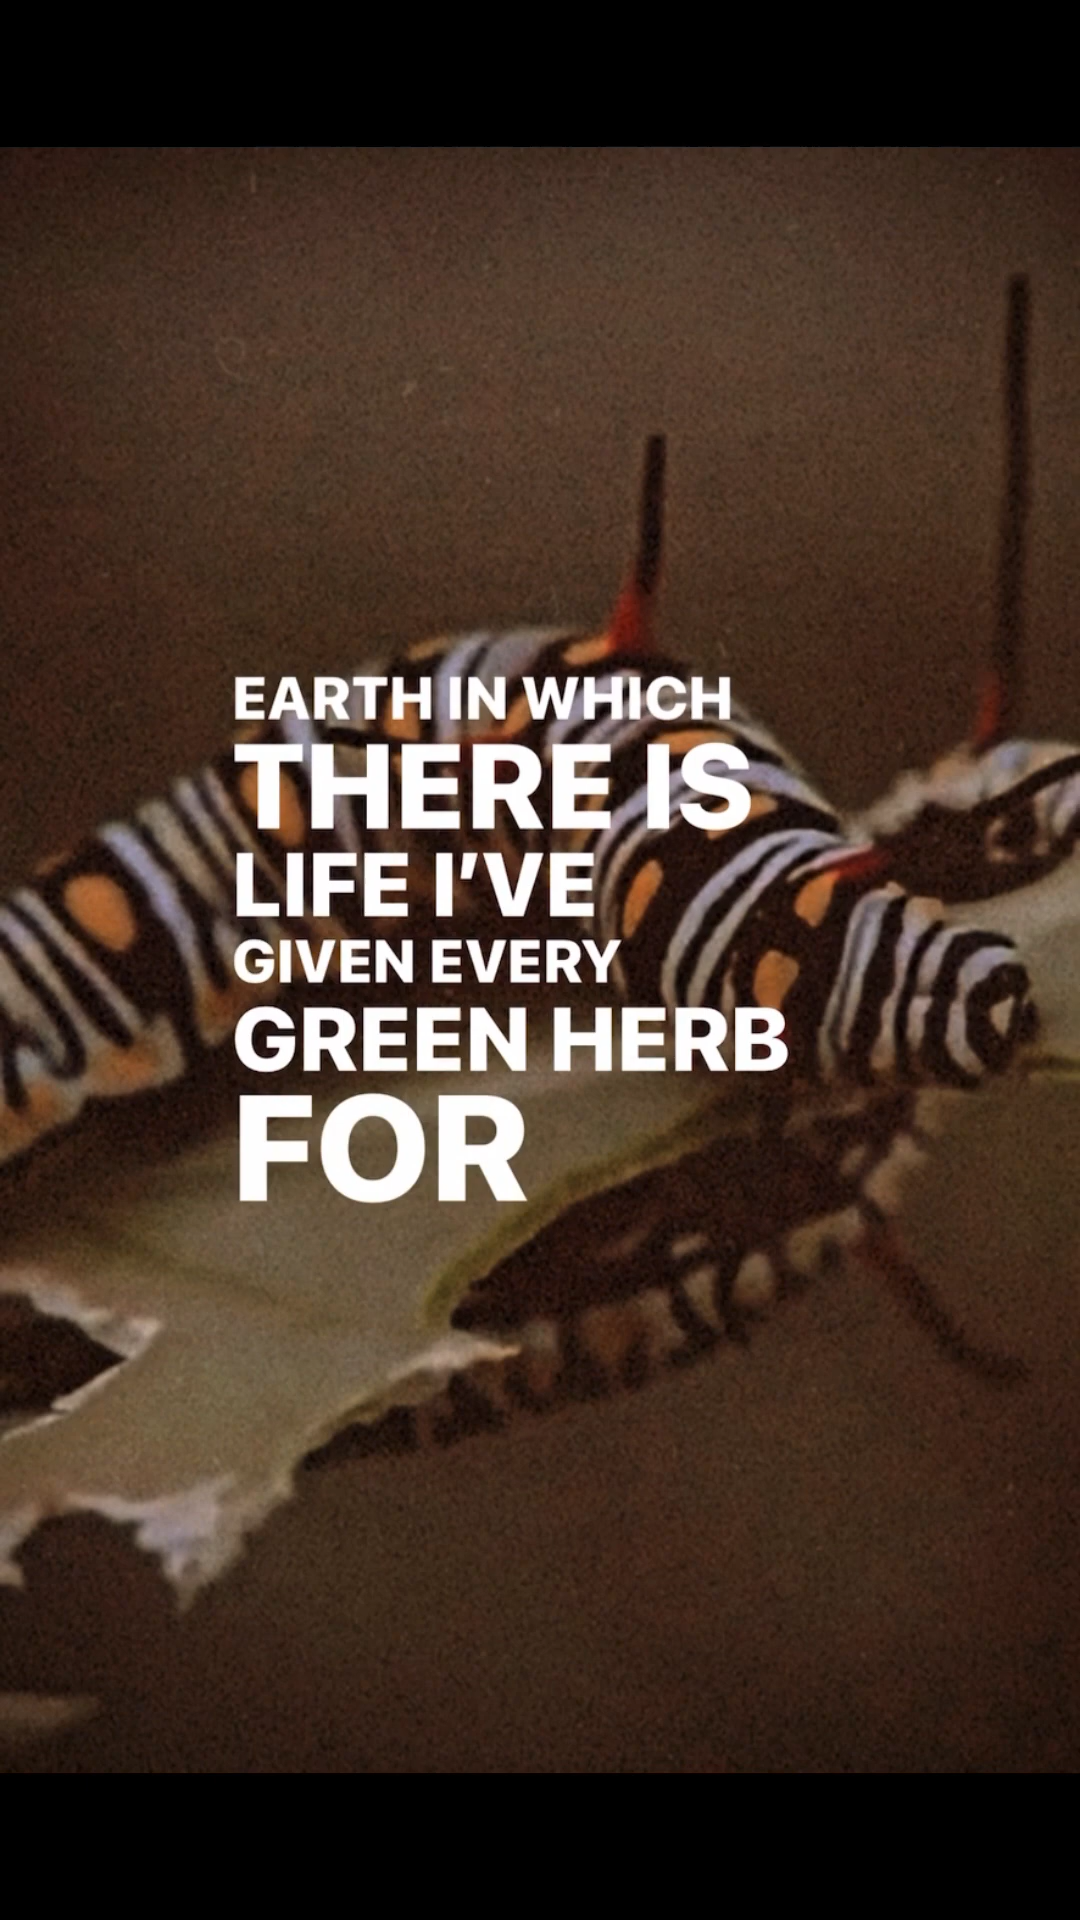 EARTH IN WHICH
THERE IS
LIFE I'VE
GIVEN EVERY
GREEN HERB
FOR